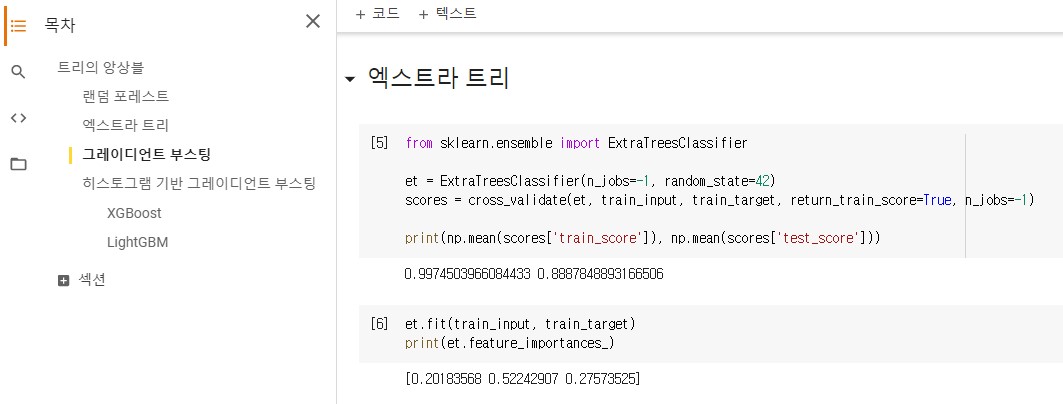 목차
트리의 앙상블
랜덤 포레스트
엑스트라 트리
그레이디언트 부스팅
히스토그램 기반 그레이디언트 부스팅
XGBoost
LightGBM
섹션
+ 코드 + 텍스트
엑스트라 트리
[5] from sklearn.ensemble import ExtraTreesClassifier
et = ExtraTreesClassifier(n_jobs=-1, random_state=42)
scores = cross_validate(et, train_input, train_target, return_train_score=True, n_jobs=-1)
print(np.mean(scores['train_score']), np.mean(scores['test_score']))
0.9974503966084433 0.8887848893166506
[6] et.fit(train_input, train_target)
print(et.feature_importances_)
[0.20183568 0.52242907 0.27573525]